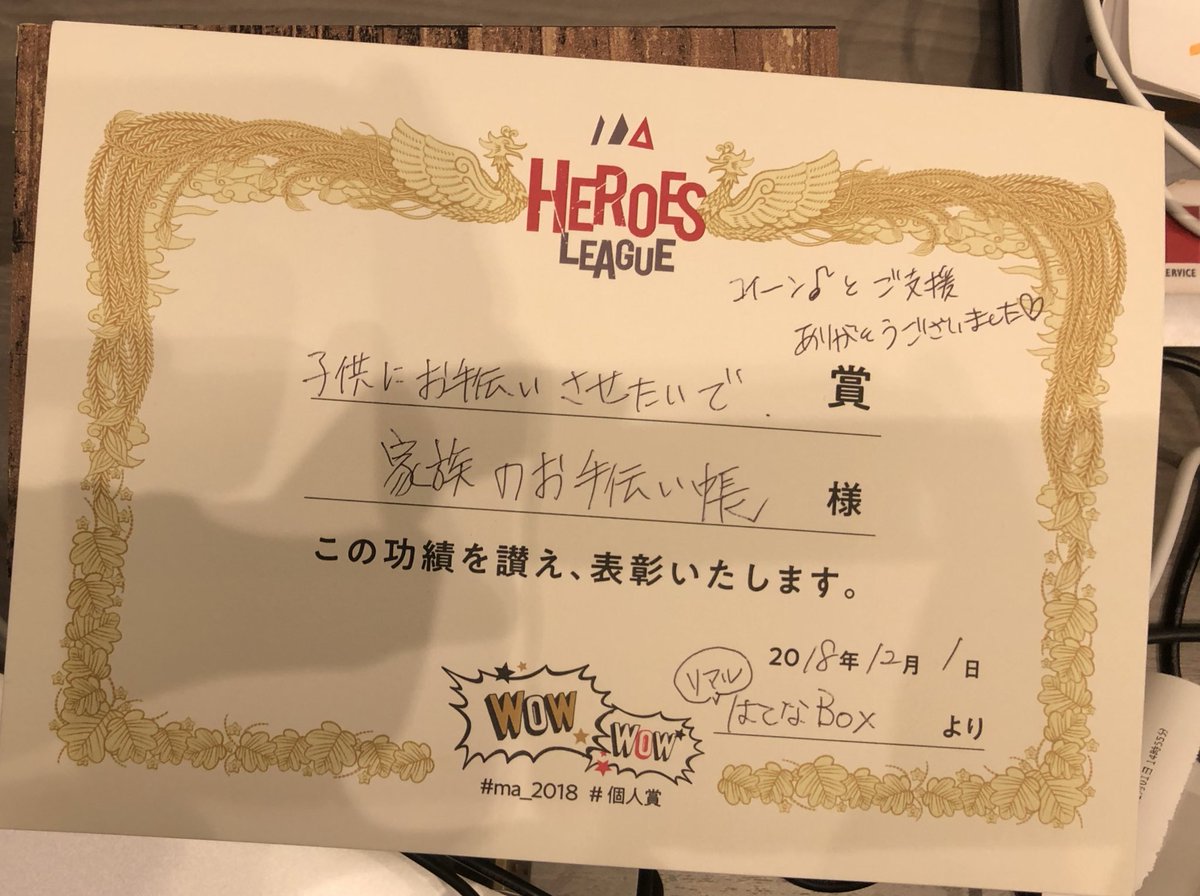 HEROES
LEAGUE
コイーン♪とご支援
ありがとうございました♡
子供にお手伝いさせたいで 賞
家族のお手伝い帳 様
この功績を讃え、表彰いたします。
2018年12月1日
リアル
はてなBox より
WOW
WOW
#ma_2018 #個人賞
ERVICE